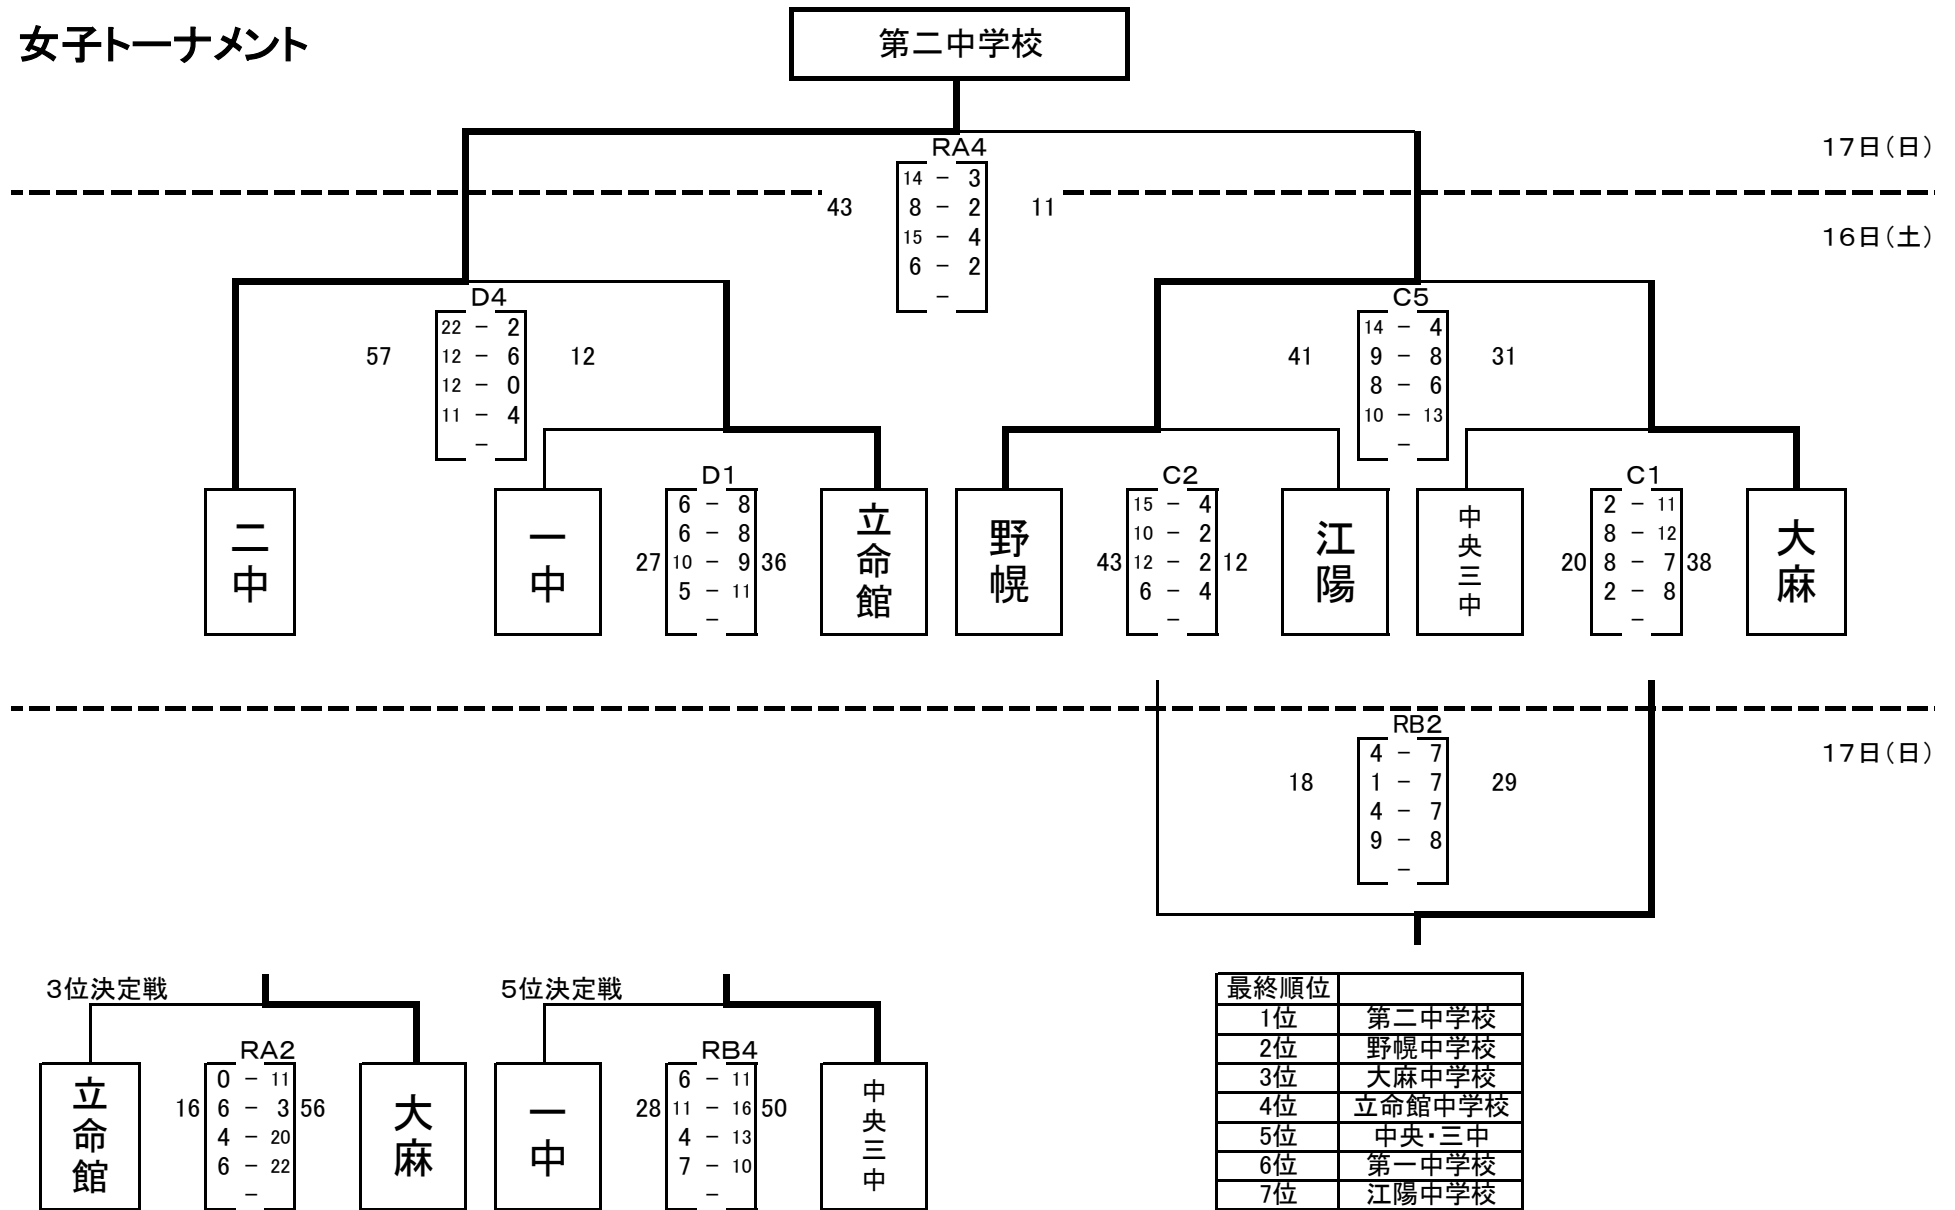 女子トーナメント
第二中学校
RA4
17日(日)
14 - 3
43 8 - 2 11
15 - 4
16日(土)
6 - 2
-
D4
22 - 2
57 12 - 6 12
12 - 0
11 - 4
-
C5
14 - 4
41 9 - 8 31
8 - 6
10 - 13
-
二中
一中
D1
6 - 8
6 - 8
27 10 - 9 36
5 - 11
-
立命館
野幌
C2
15 - 4
10 - 2
43 12 - 2 12
6 - 4
-
江陽
中央三中
C1
2 - 11
8 - 12
20 8 - 7 38
2 - 8
-
大麻
RB2
17日(日)
4 - 7
18 1 - 7 29
4 - 7
9 - 8
-
3位決定戦
RA2
立命館
0 - 11
16 6 - 3 56
4 - 20
6 - 22
-
大麻
5位決定戦
RB4
一中
6 - 11
28 11 - 16 50
4 - 13
7 - 10
-
中央三中
最終順位
1位 第二中学校
2位 野幌中学校
3位 大麻中学校
4位 立命館中学校
5位 中央・三中
6位 第一中学校
7位 江陽中学校